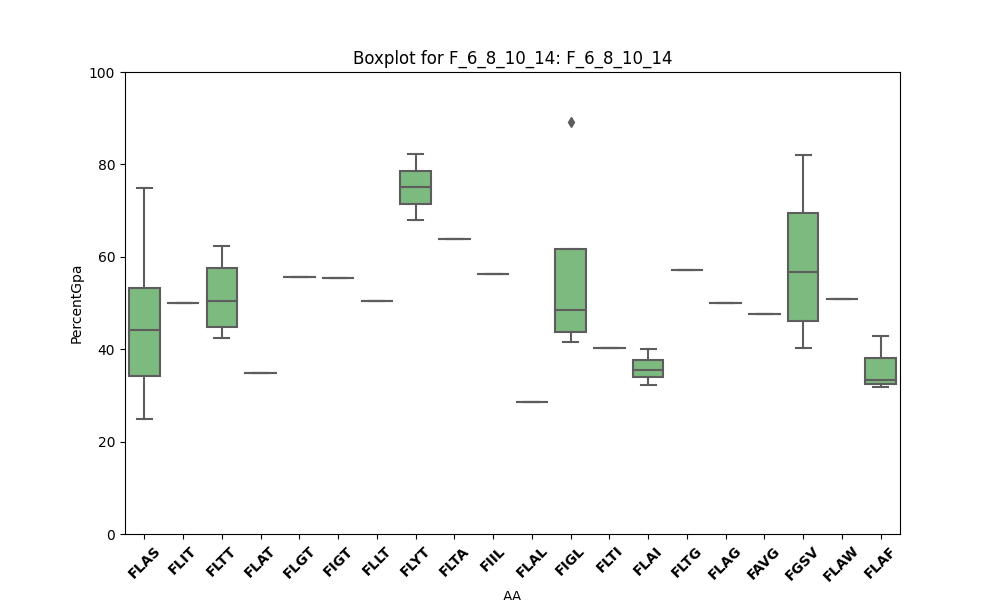 Boxplot for F_6_8_10_14: F_6_8_10_14
100
80
60
40
20
0
PercentGpa
FLAS FLIT FLTT FLAT FLGT FIGT FLLT FLYT FLTA FIIL FLAL FIGL FLTI FLAI FLTG FLAG FAVG FGSV FLAW FLAF
AA